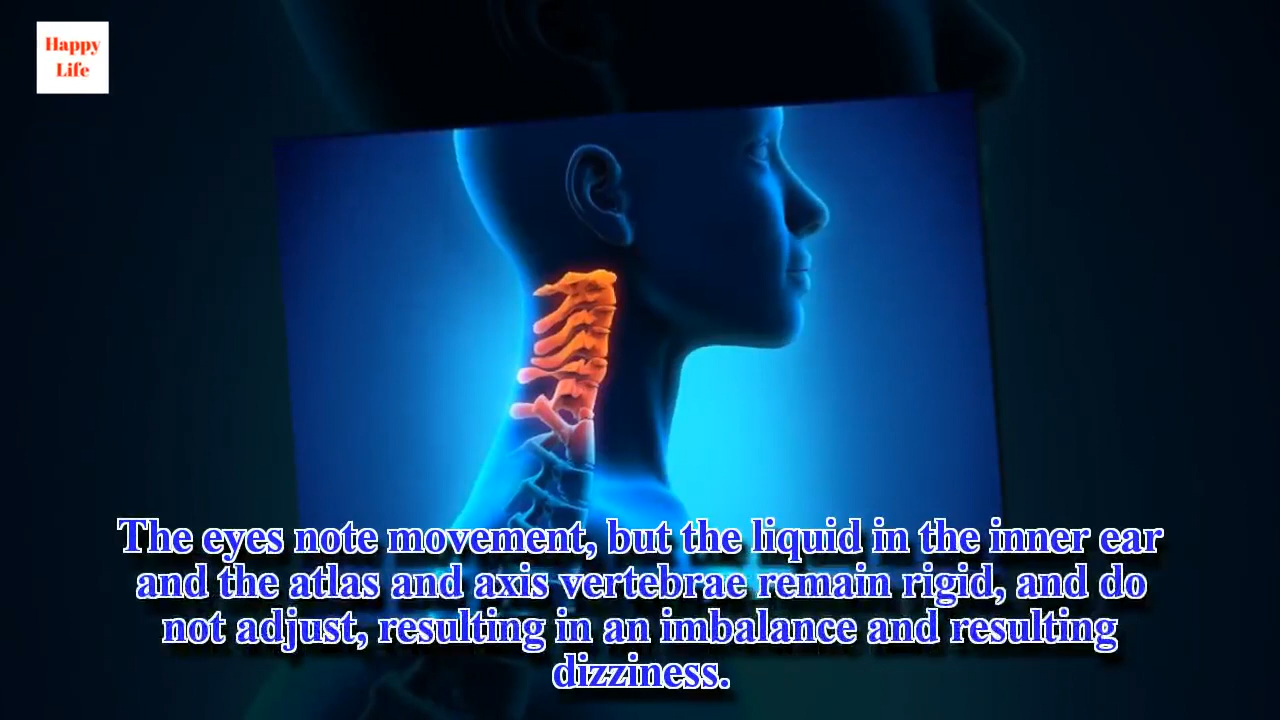 Happy
Life
The eyes note movement, but the liquid in the inner ear
and the atlas and axis vertebrae remain rigid, and do
not adjust, resulting in an imbalance and resulting
dizziness.